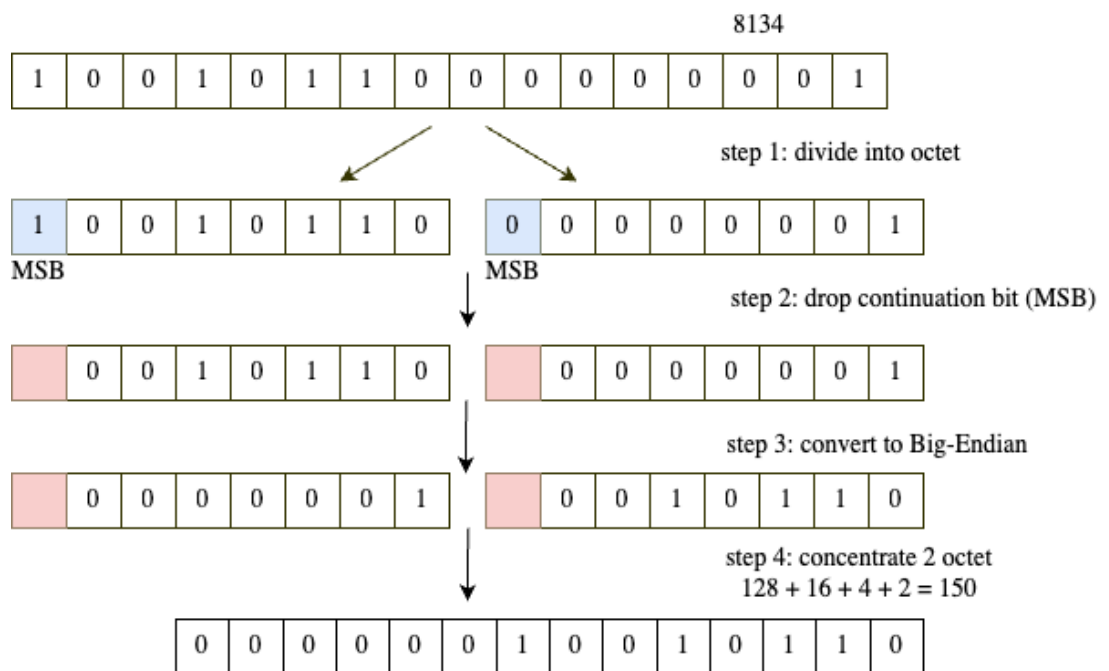 8134
1 0 0 1 0 1 1 0 0 0 0 0 0 0 0 1
step 1: divide into octet
1 0 0 1 0 1 1 0 0 0 0 0 0 0 0 1
MSB MSB
step 2: drop continuation bit (MSB)
0 0 1 0 1 1 0 0 0 0 0 0 0 1
step 3: convert to Big-Endian
0 0 0 0 0 0 1 0 0 1 0 1 1 0
step 4: concentrate 2 octet
128 + 16 + 4 + 2 = 150
0 0 0 0 0 0 1 0 0 1 0 1 1 0